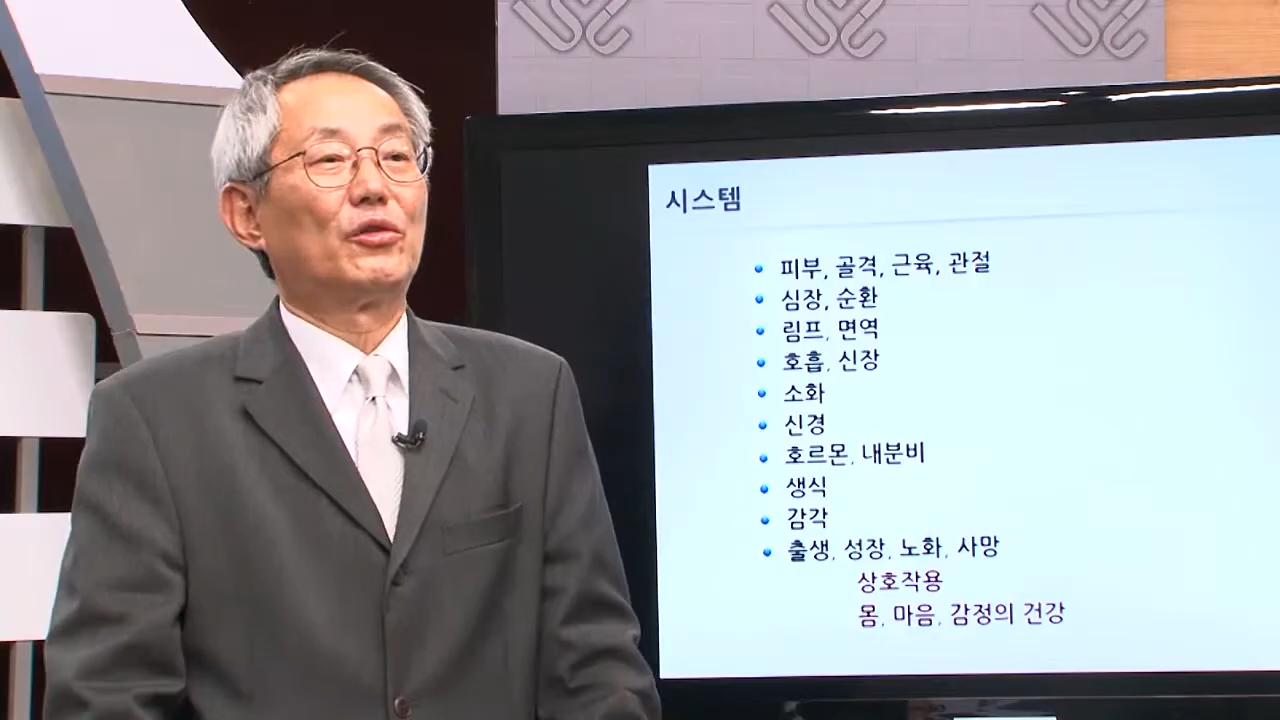 시스템
피부, 골격, 근육, 관절
심장, 순환
림프, 면역
호흡, 신장
소화
신경
호르몬, 내분비
생식
감각
출생, 성장, 노화, 사망
상호작용
몸, 마음, 감정의 건강